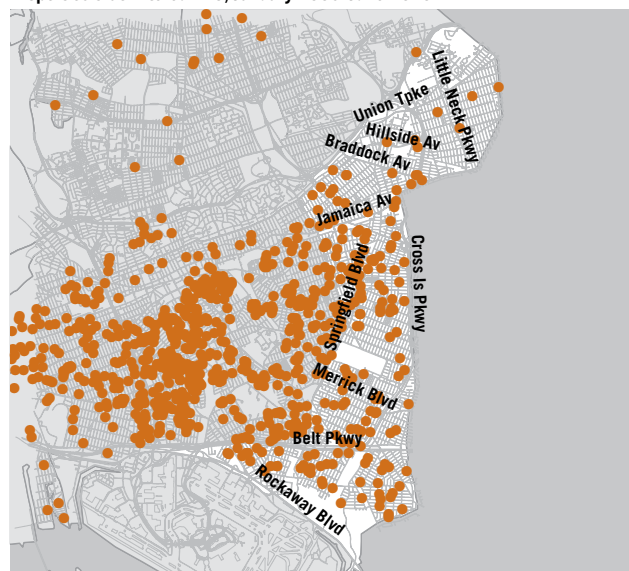 Little Neck Pkwy
Union Tpke
Hillside Av
Braddock Av
Jamaica Av
Cross Is Pkwy
Springfield Blvd
Merrick Blvd
Belt Pkwy
Rockaway Blvd